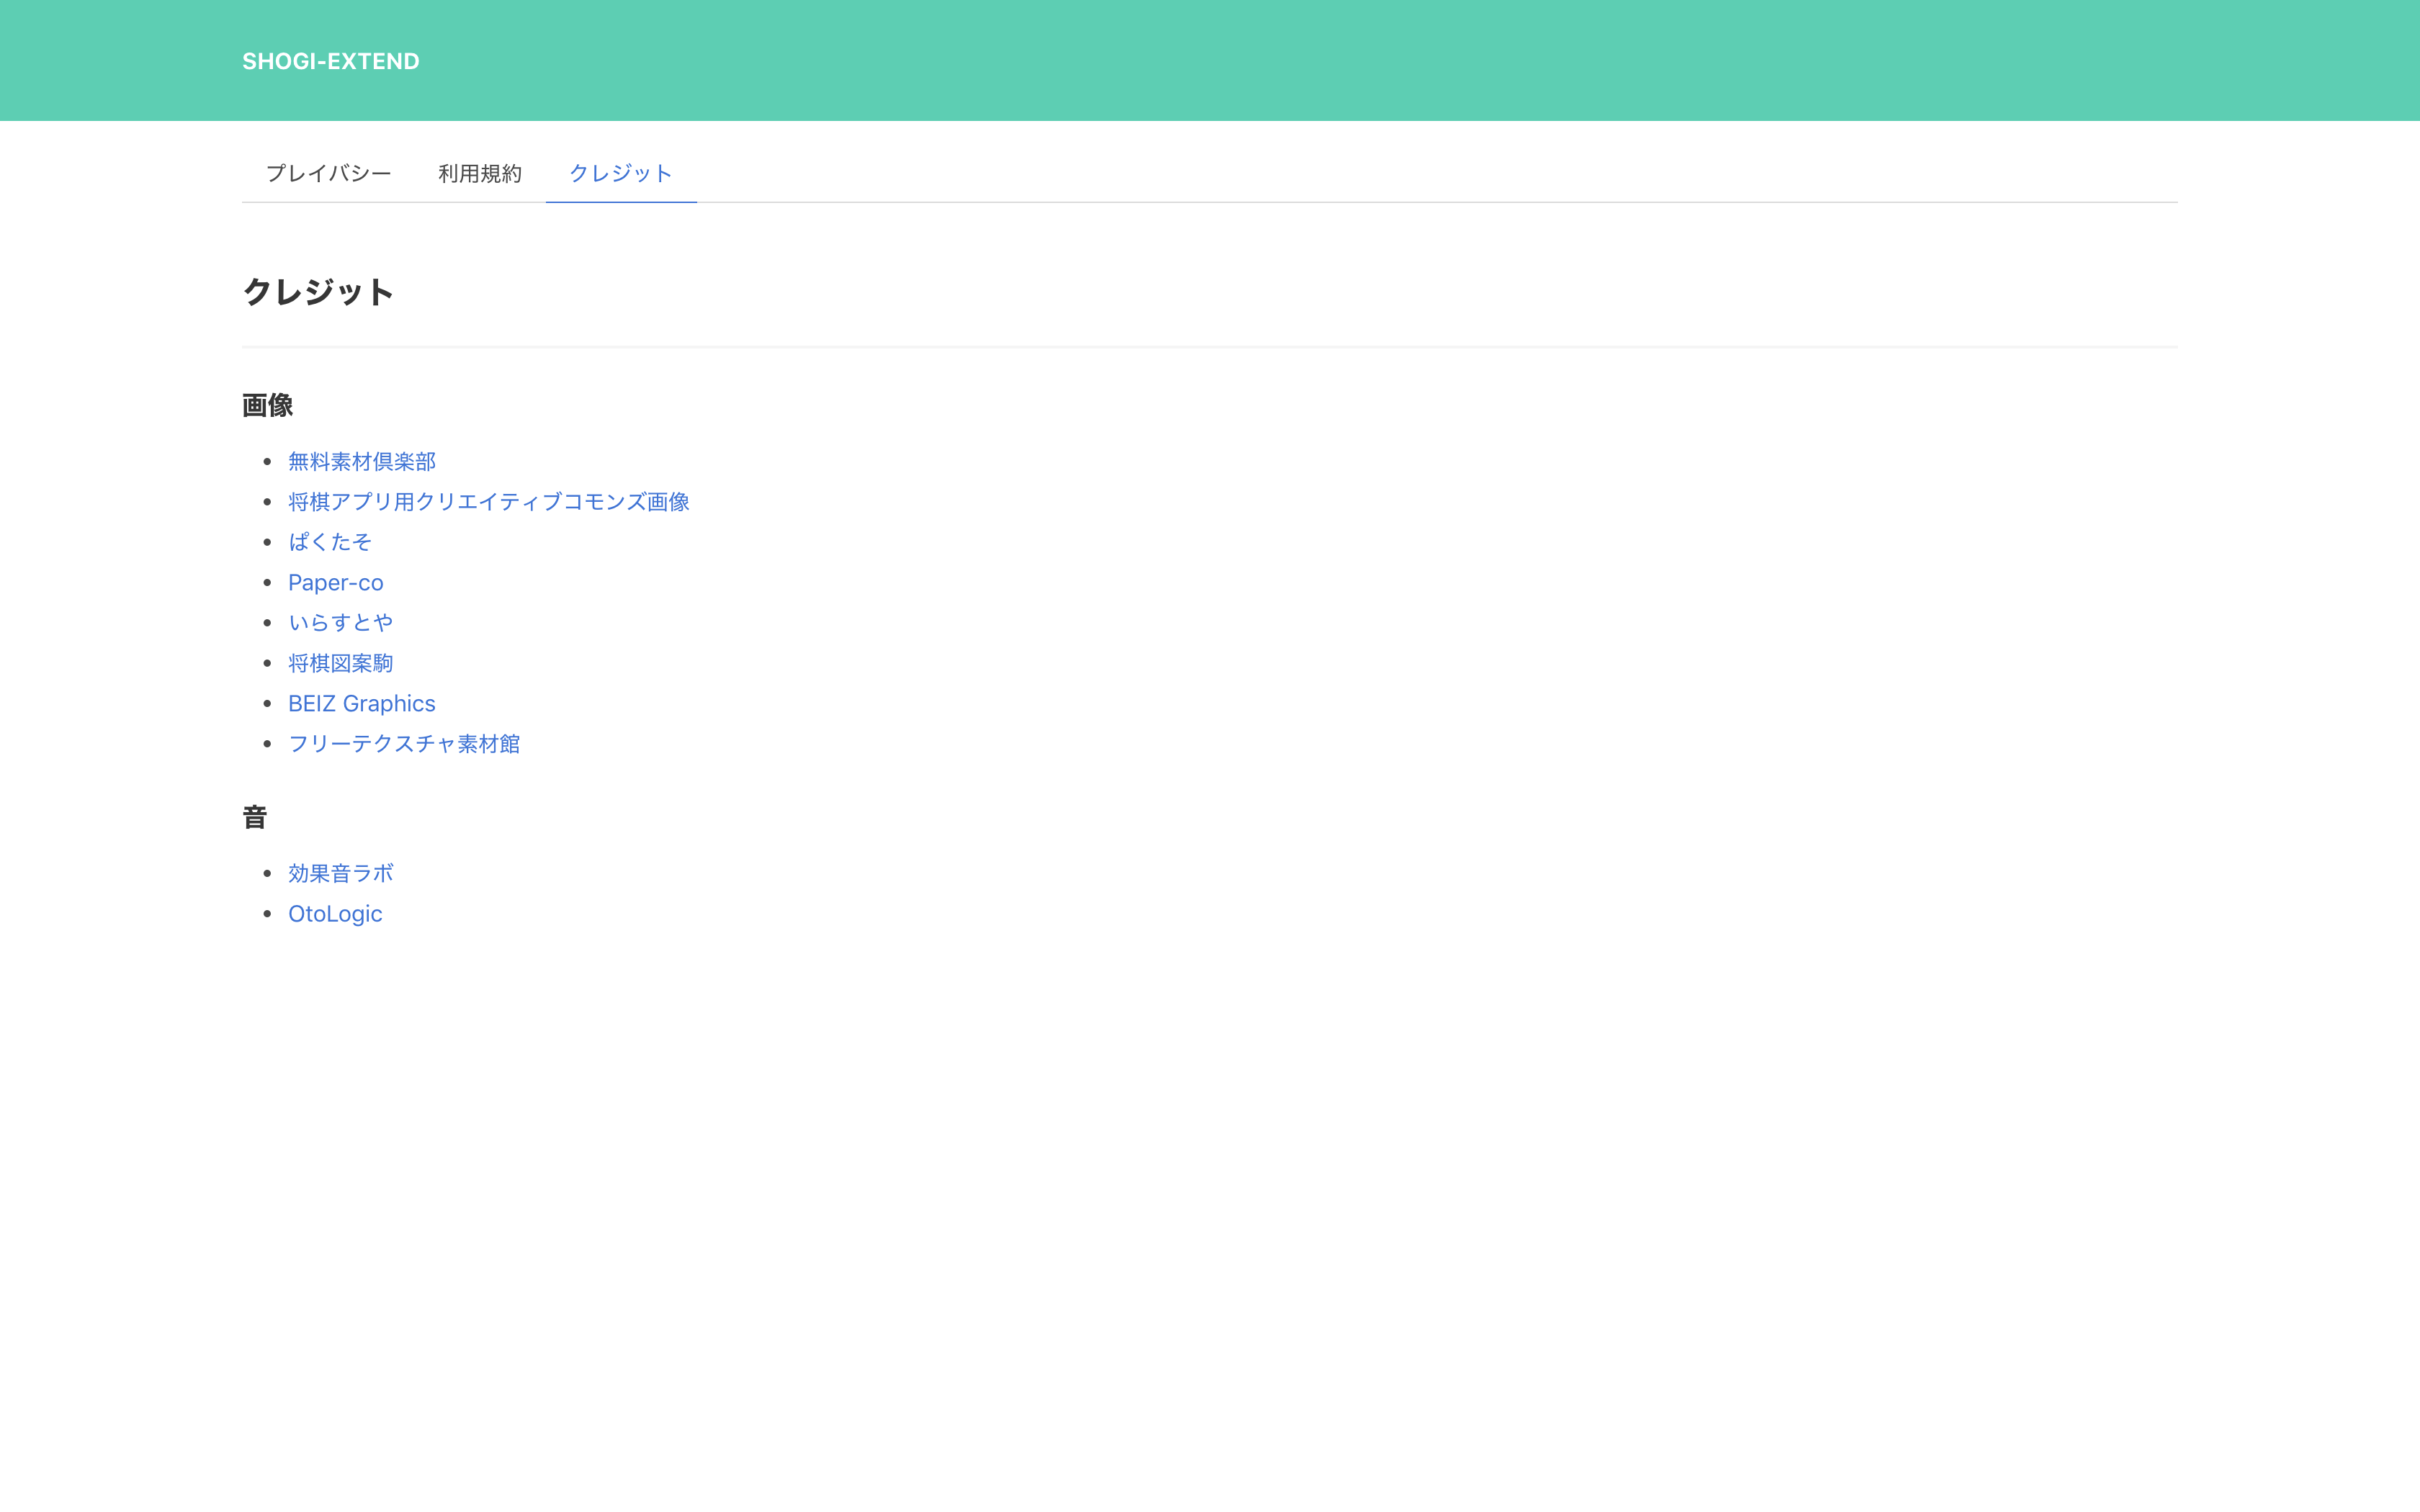 SHOGI-EXTEND
プレイバシー 利用規約 クレジット
クレジット
画像
無料素材倶楽部
将棋アプリ用クリエイティブコモンズ画像
ぱくたそ
Paper-co
いらすとや
将棋図案駒
BEIZ Graphics
フリーテクスチャ素材館
音
効果音ラボ
OtoLogic